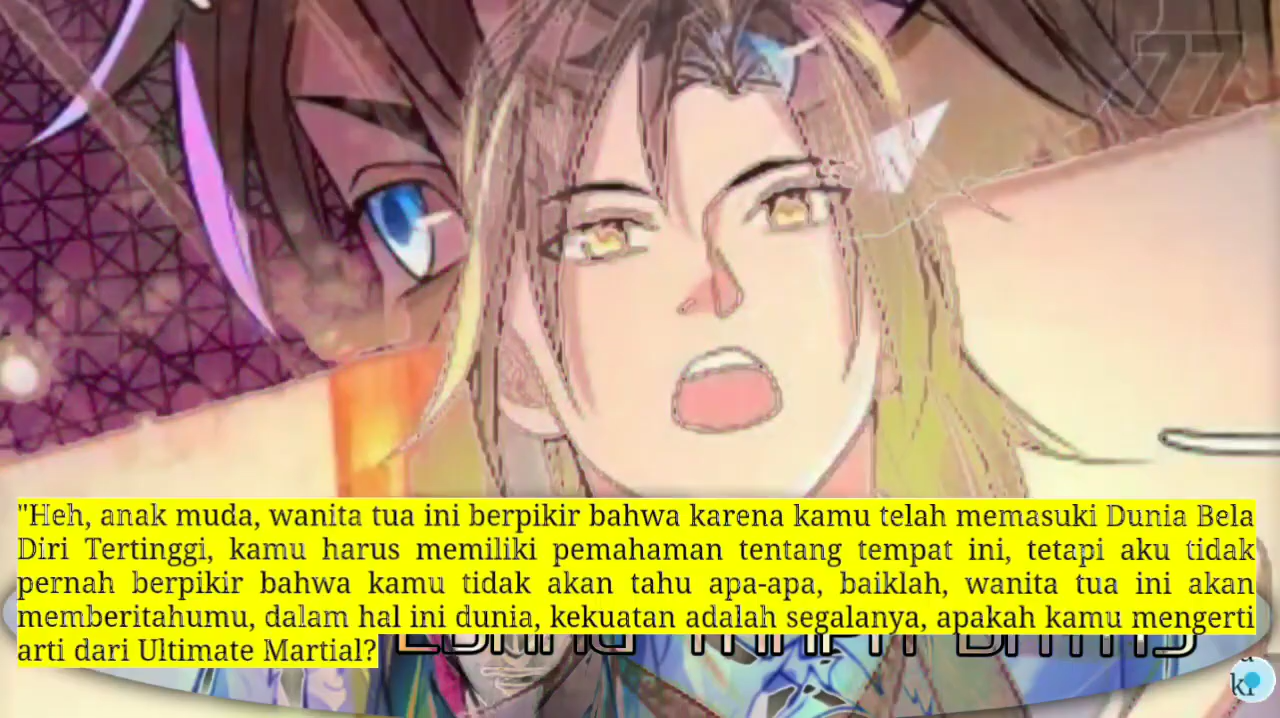 77
"Heh, anak muda, wanita tua ini berpikir bahwa karena kamu telah memasuki Dunia Bela
Diri Tertinggi, kamu harus memiliki pemahaman tentang tempat ini, tetapi aku tidak
pernah berpikir bahwa kamu tidak akan tahu apa-apa, baiklah, wanita tua ini akan
memberitahumu, dalam hal ini dunia, kekuatan adalah segalanya, apakah kamu mengerti
arti dari Ultimate Martial?